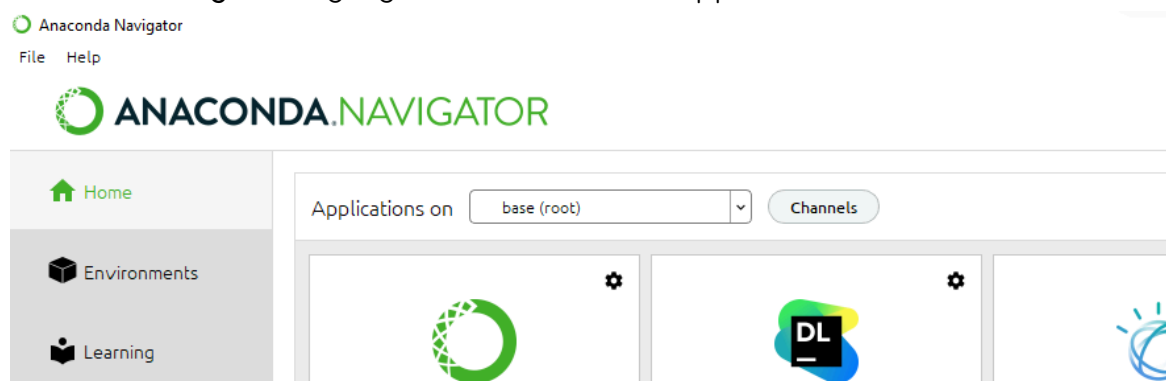 Anaconda Navigator
File Help
ANACONDA.NAVIGATOR
Home
Applications on base (root) Channels
Environments
DL
Learning